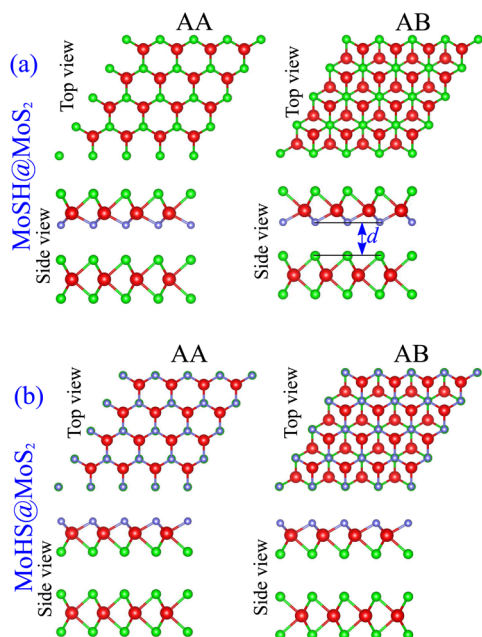 AA
AB
(a)
Top view
Top view
MoSH@MoS₂
Side view
Side view
d
(b)
AA
AB
Top view
Top view
MoHS@MoS₂
Side view
Side view